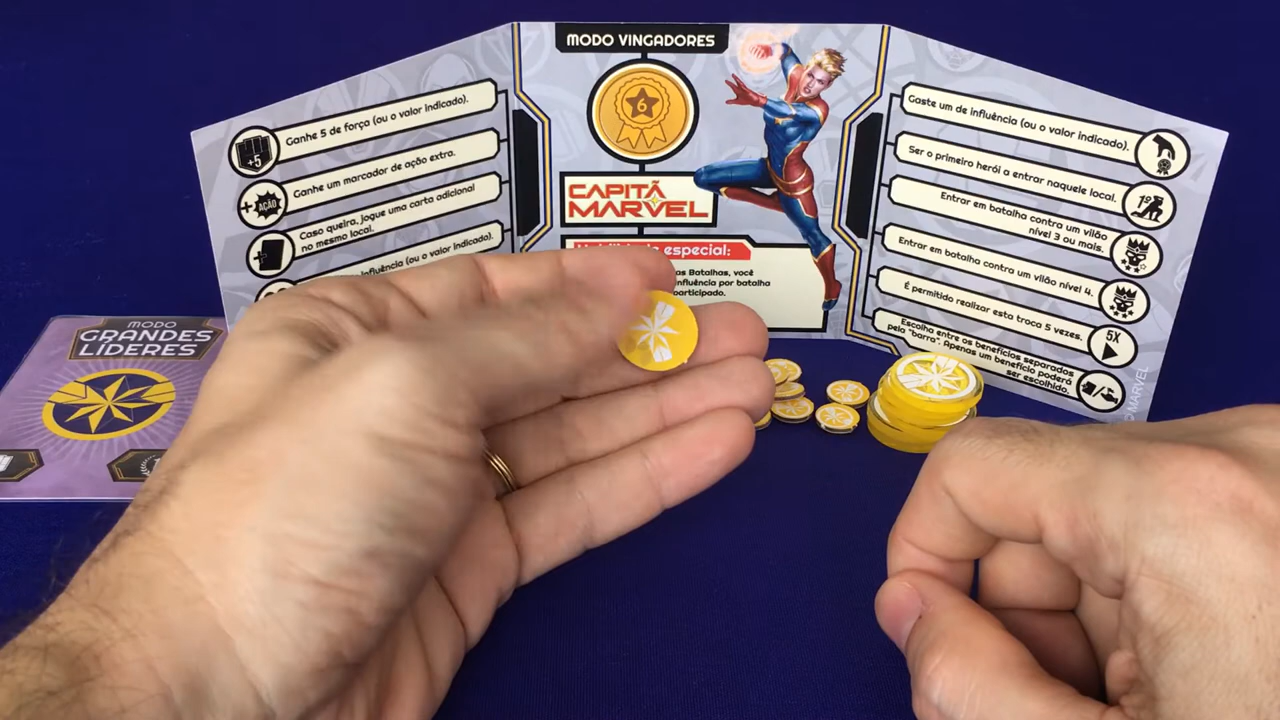 MODO VINGADORES
6
CAPITÃ
MARVEL
especial:
as Batalhas, você
influência por batalha
participado.
+5
Ganhe 5 de força (ou o valor indicado).
+AÇÃO
Ganhe um marcador de ação extra.
Caso queira, jogue uma carta adicional
no mesmo local.
influência (ou o valor indicado).
Gaste um de influência (ou o valor indicado).
Ser o primeiro herói a entrar naquele local.
1º
Entrar em batalha contra um vilão
nível 3 ou mais.
Entrar em batalha contra um vilão nível 4.
É permitido realizar esta troca 5 vezes.
5X
Escolha entre os benefícios separados
pela "barra". Apenas um benefício poderá
ser escolhido.
MARVEL
MODO
GRANDES
LÍDERES